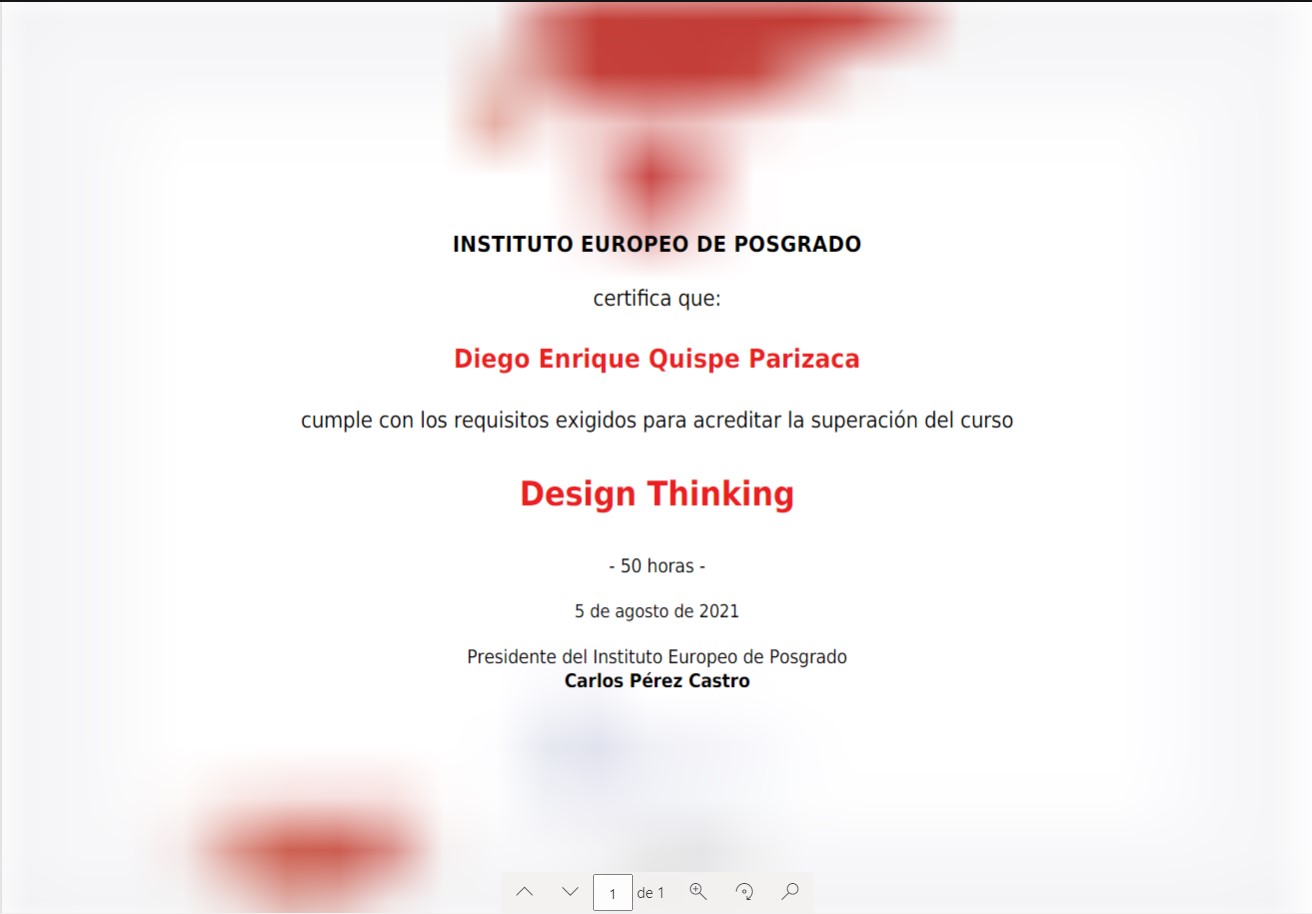 INSTITUTO EUROPEO DE POSGRADO
certifica que:
Diego Enrique Quispe Parizaca
cumple con los requisitos exigidos para acreditar la superación del curso
Design Thinking
- 50 horas -
5 de agosto de 2021
Presidente del Instituto Europeo de Posgrado
Carlos Pérez Castro
1 de 1